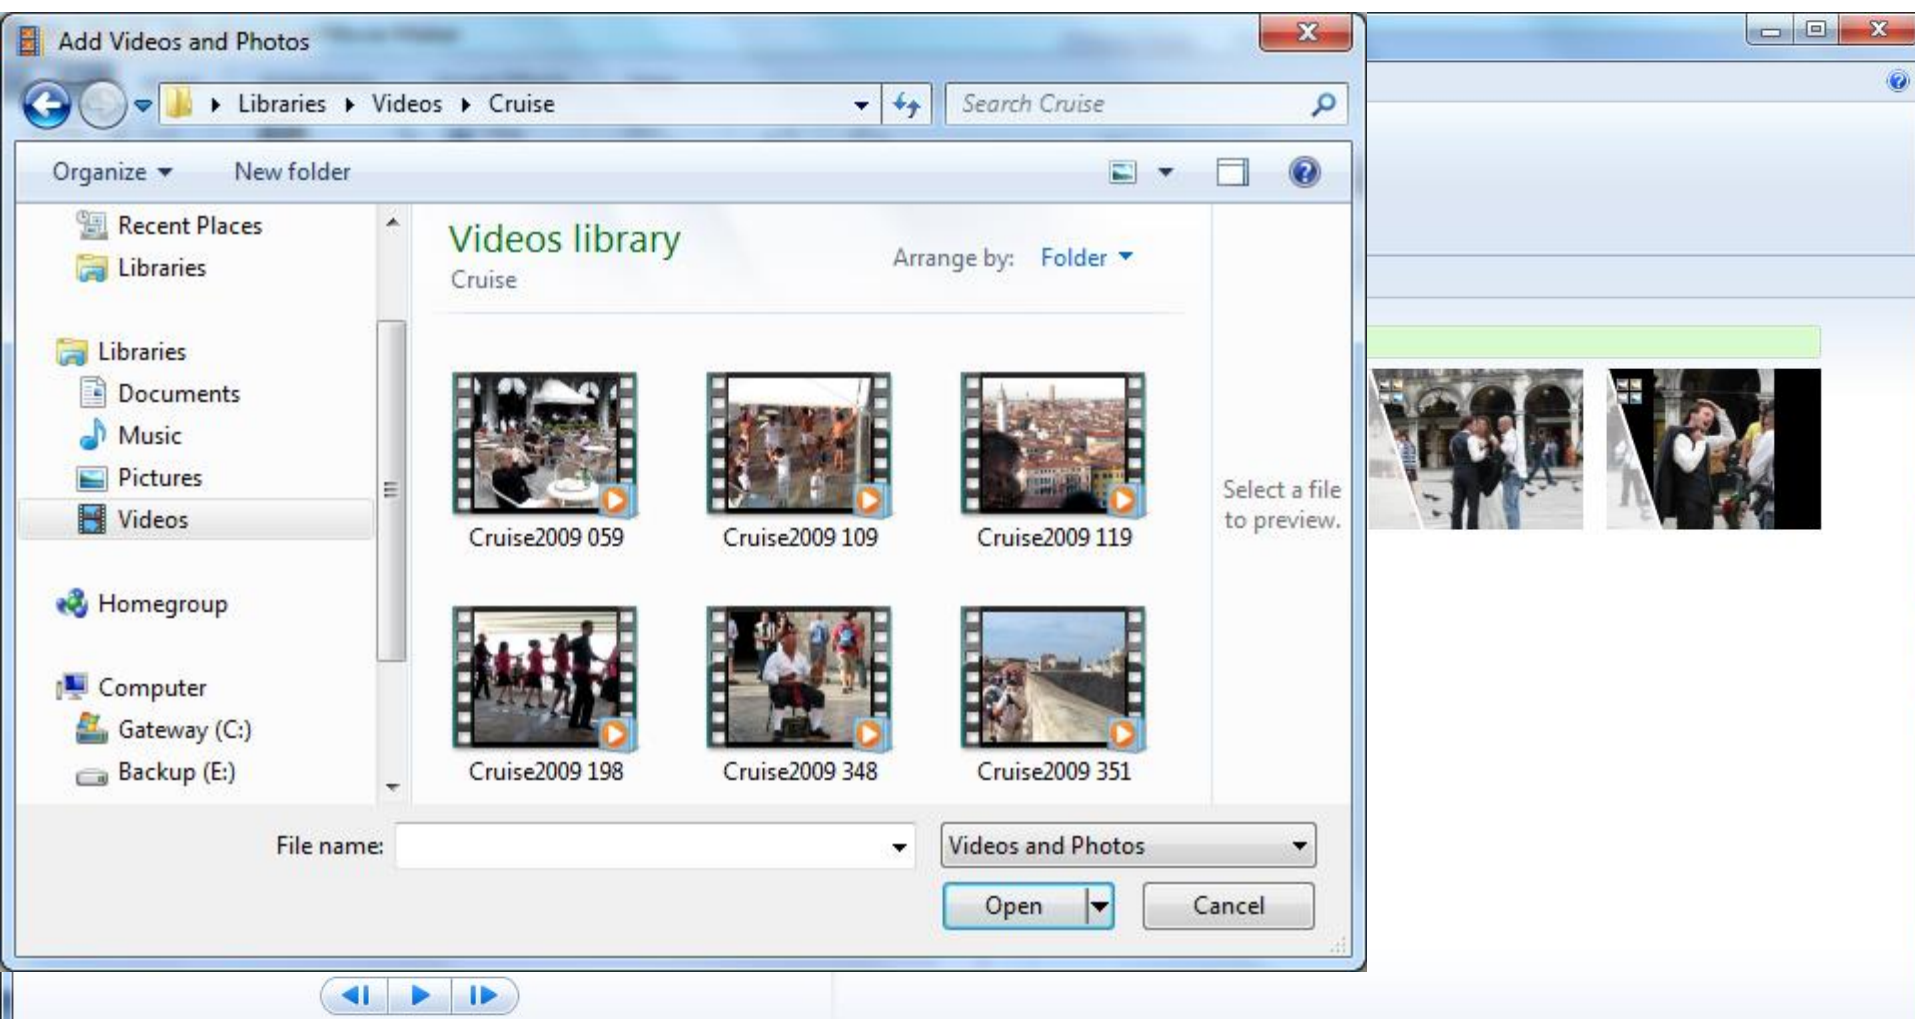 Add Videos and Photos
Libraries Videos Cruise
Search Cruise
Organize
New folder
Recent Places
Libraries
Libraries
Documents
Music
Pictures
Videos
Homegroup
Computer
Gateway (C:)
Backup (E:)
Videos library
Cruise
Arrange by: Folder
Cruise2009 059
Cruise2009 109
Cruise2009 119
Cruise2009 198
Cruise2009 348
Cruise2009 351
Select a file
to preview.
File name:
Videos and Photos
Open
Cancel